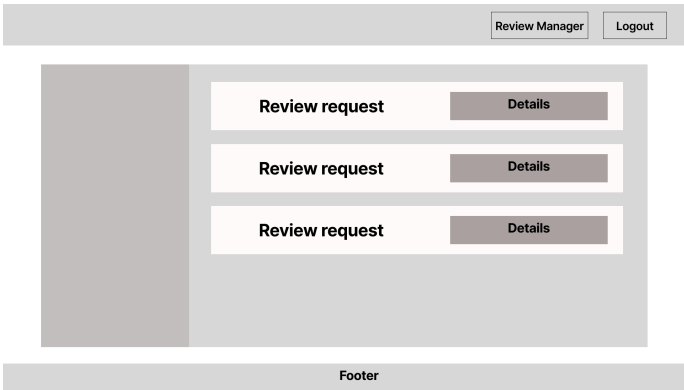 Review Manager
Logout
Review request
Details
Review request
Details
Review request
Details
Footer